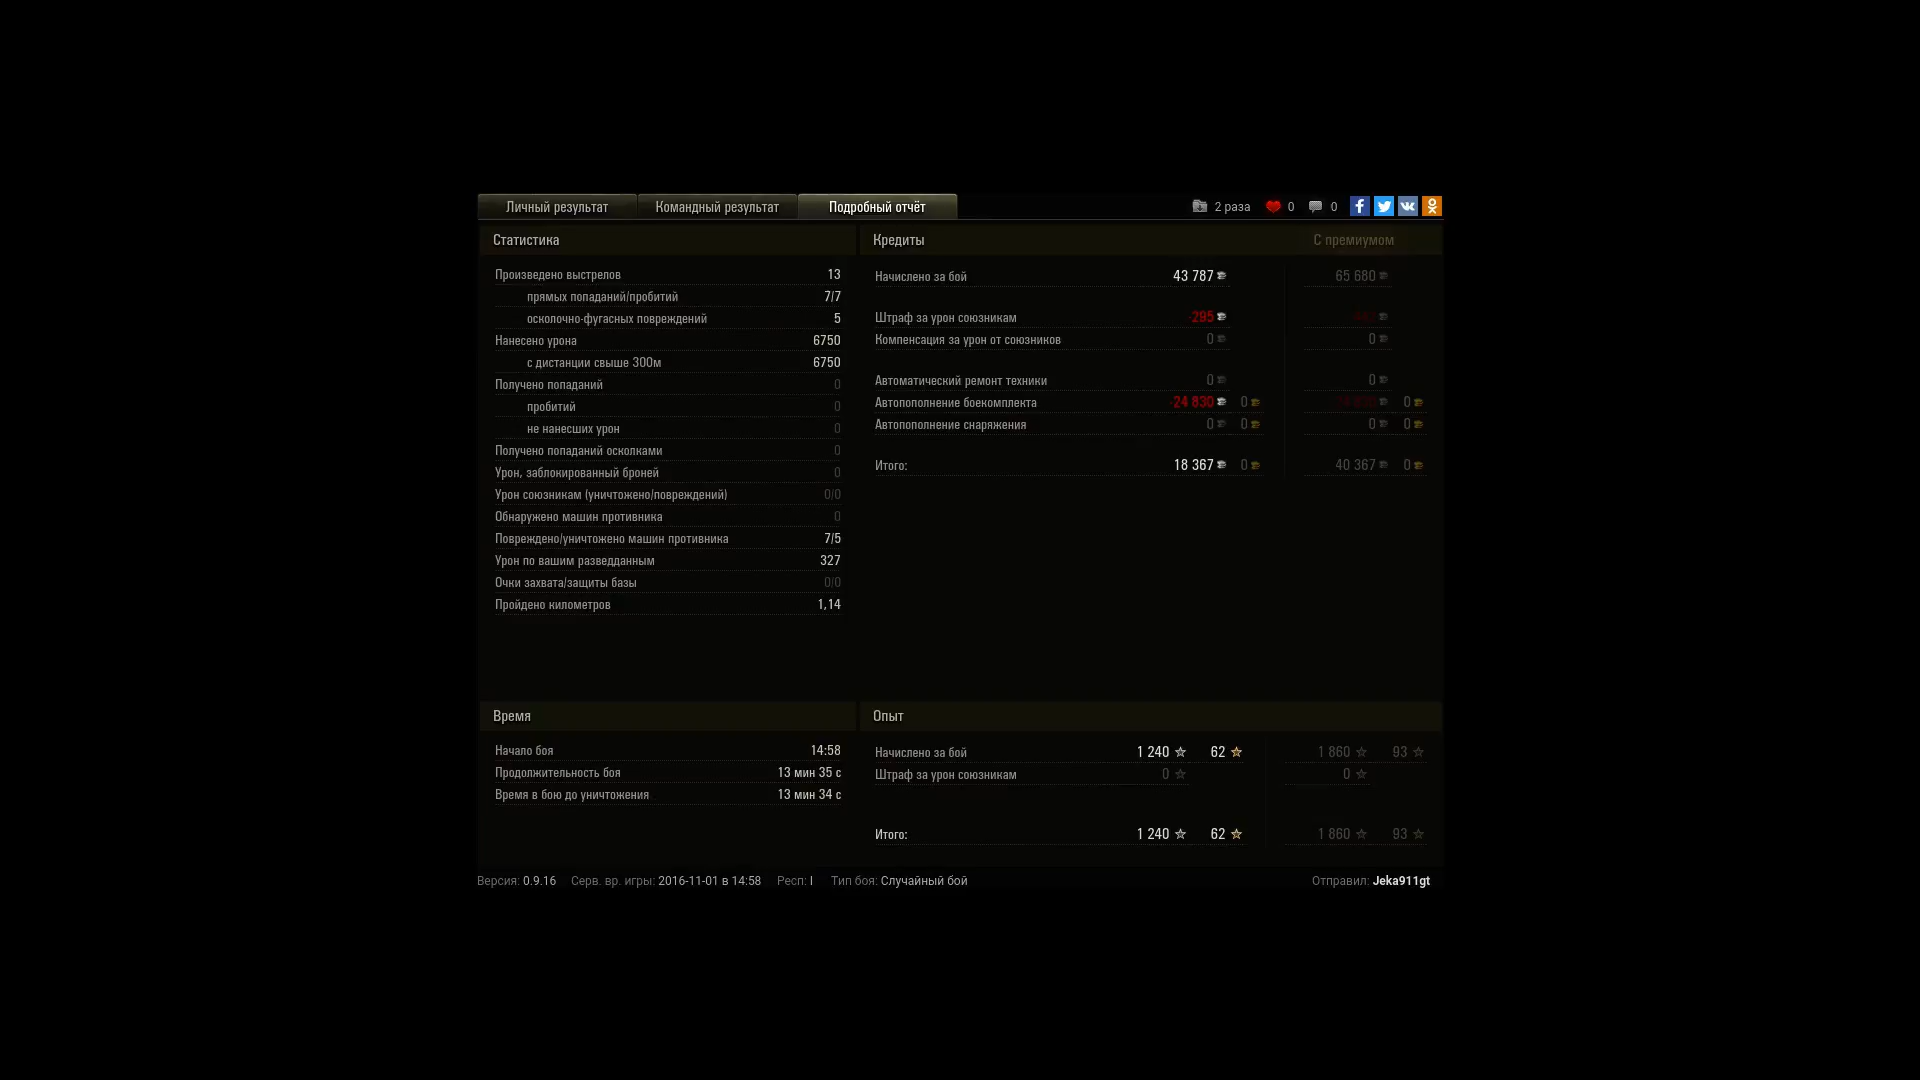 Личный результат Командный результат Подробный отчёт 2 раза 0 0
Статистика
Произведено выстрелов 13
прямых попаданий/пробитий 7/7
осколочно-фугасных повреждений 5
Нанесено урона 6750
с дистанции свыше 300м 6750
Получено попаданий 0
пробитий 0
не нанесших урон 0
Получено попаданий осколками 0
Урон, заблокированный броней 0
Урон союзникам (уничтожено/повреждений) 0/0
Обнаружено машин противника 0
Повреждено/уничтожено машин противника 7/5
Урон по вашим разведданным 327
Очки захвата/защиты базы 0/0
Пройдено километров 1,14
Кредиты С премиумом
Начислено за бой 43 787 65 680
Штраф за урон союзникам -295
Компенсация за урон от союзников 0 0
Автоматический ремонт техники 0 0
Автопополнение боекомплекта -24 830 0 0
Автопополнение снаряжения 0 0 0 0
Итого: 18 367 0 40 367 0
Время
Начало боя 14:58
Продолжительность боя 13 мин 35 с
Время в бою до уничтожения 13 мин 34 с
Опыт
Начислено за бой 1 240 62 1 860 93
Штраф за урон союзникам 0 0
Итого: 1 240 62 1 860 93
Версия: 0.9.16 Серв. вр. игры: 2016-11-01 в 14:58 Респ: I Тип боя: Случайный бой Отправил: Jeka911gt